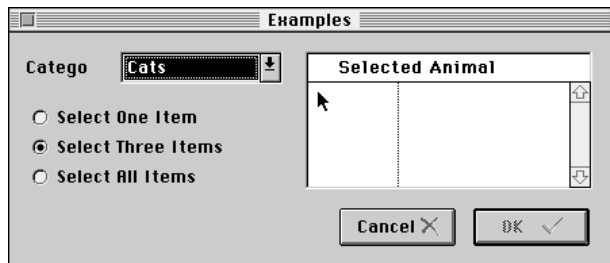 Examples
Catego Cats
Select One Item
Select Three Items
Select All Items
Selected Animal
Cancel OK